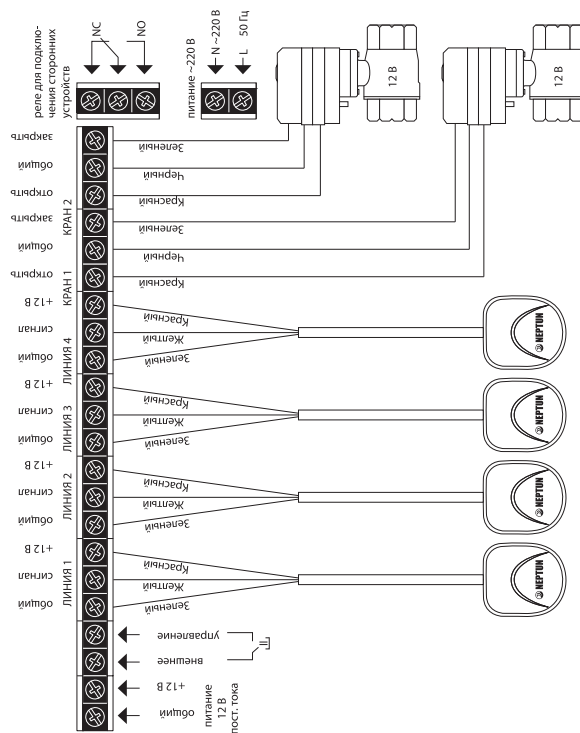 реле для подклю-
чения сторонних
устройств
NC
NO
питание ~220 В
N ~220 В
L 50 Гц
12 В
12 В
закрыть
общий
открыть
КРАН 2
закрыть
общий
открыть
КРАН 1
+12 В
сигнал
общий
ЛИНИЯ 4
+12 В
сигнал
общий
ЛИНИЯ 3
+12 В
сигнал
общий
ЛИНИЯ 2
+12 В
сигнал
общий
ЛИНИЯ 1
Зеленый
Черный
Красный
Зеленый
Черный
Красный
Красный
Желтый
Зеленый
Красный
Желтый
Зеленый
Красный
Желтый
Зеленый
Красный
Желтый
Зеленый
NEPTUN
NEPTUN
NEPTUN
NEPTUN
управление
внешнее
+12 В
общий
питание
12 В
пост. тока